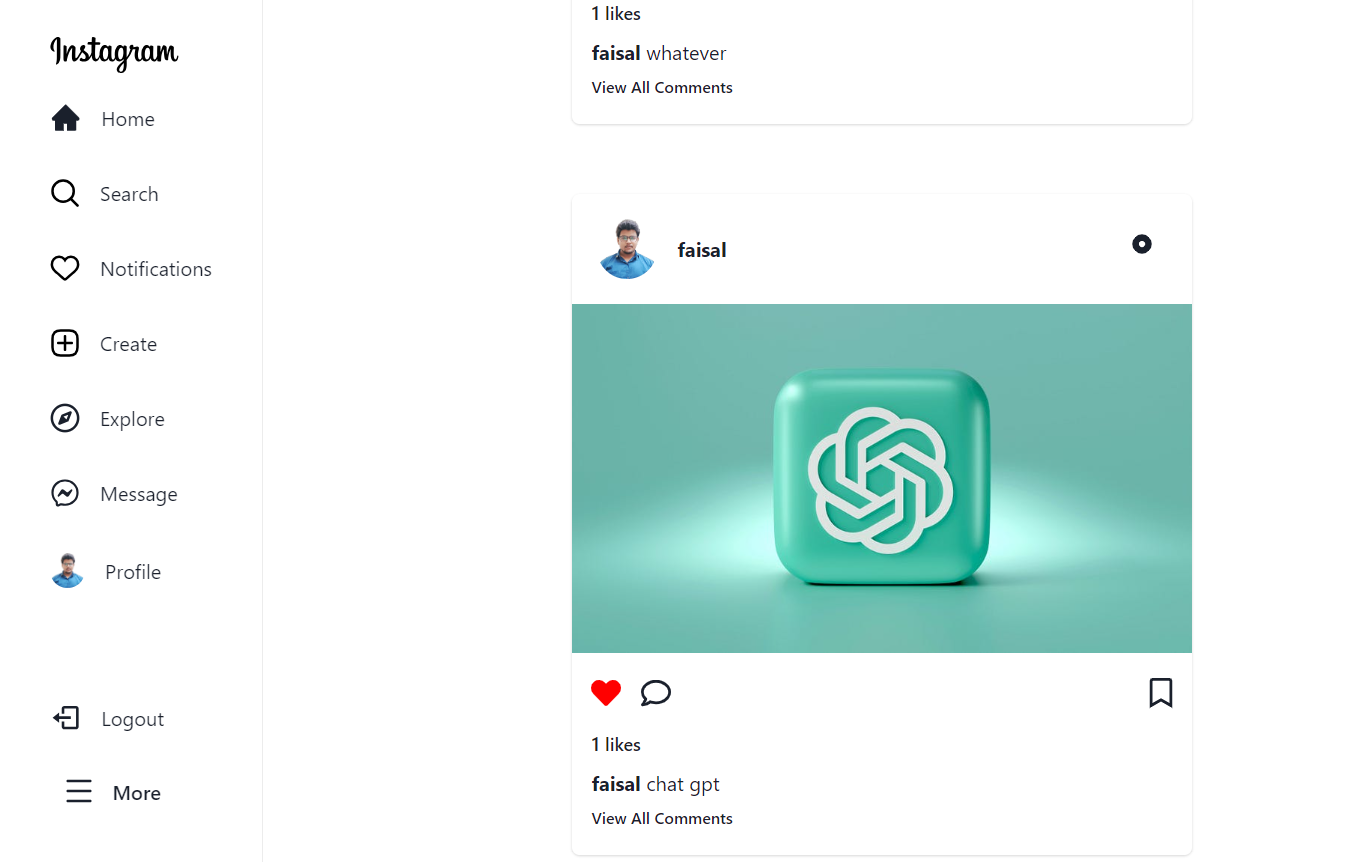 Instagram
Home
Search
Notifications
Create
Explore
Message
Profile
Logout
More
1 likes
faisal whatever
View All Comments
faisal
1 likes
faisal chat gpt
View All Comments